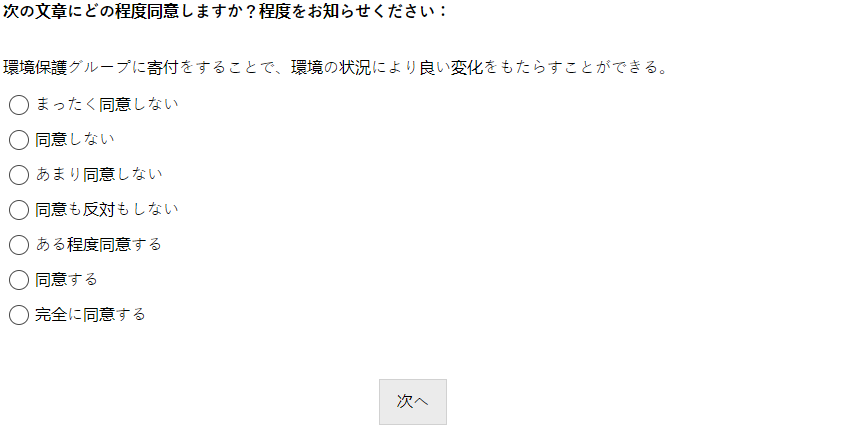 次の文章にどの程度同意しますか？程度をお知らせください：
環境保護グループに寄付をすることで、環境の状況により良い変化をもたらすことができる。
まったく同意しない
同意しない
あまり同意しない
同意も反対もしない
ある程度同意する
同意する
完全に同意する
次へ